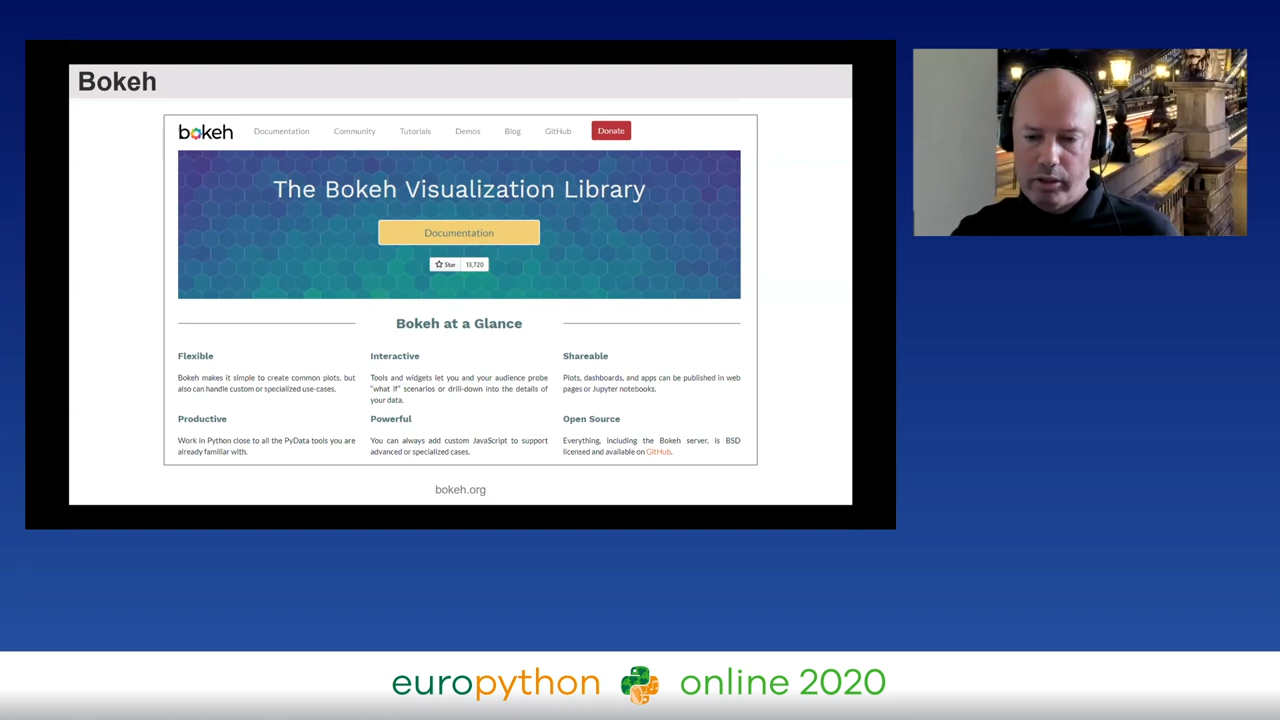 Bokeh
bokeh
Documentation Community Tutorials Demos Blog GitHub Donate
The Bokeh Visualization Library
Documentation
Star 13,720
Bokeh at a Glance
Flexible
Bokeh makes it simple to create common plots, but
also can handle custom or specialized use-cases.
Interactive
Tools and widgets let you and your audience probe
"what if" scenarios or drill-down into the details of
your data.
Shareable
Plots, dashboards, and apps can be published in web
pages or Jupyter notebooks.
Productive
Work in Python close to all the PyData tools you are
already familiar with.
Powerful
You can always add custom JavaScript to support
advanced or specialized cases.
Open Source
Everything, including the Bokeh server, is BSD
licensed and available on GitHub.
bokeh.org
europython online 2020